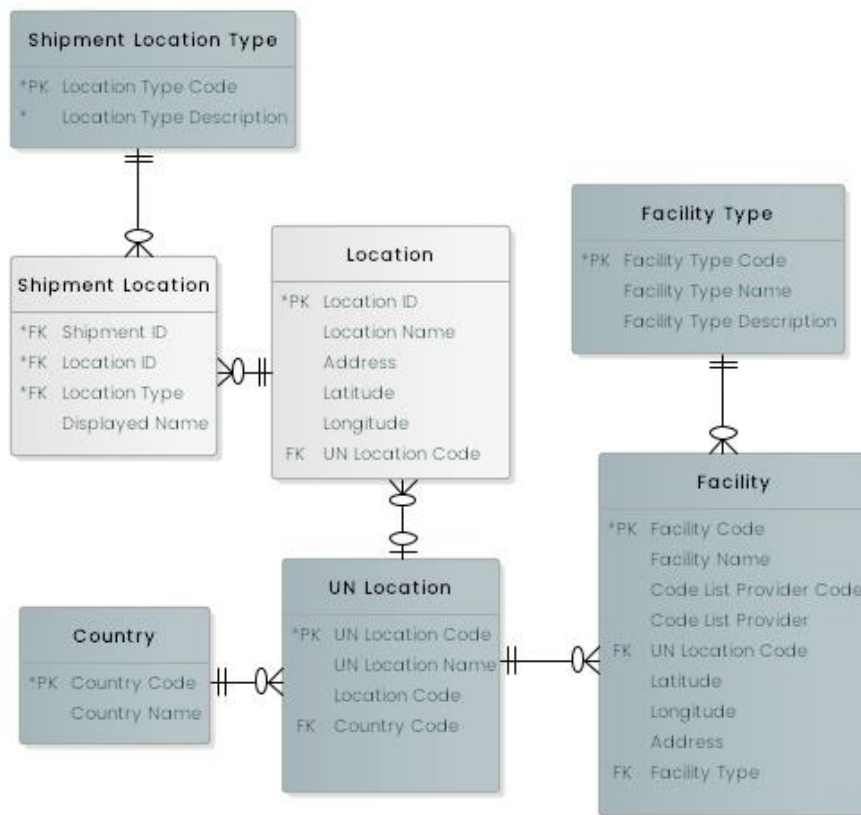 Shipment Location Type
*PK Location Type Code
* Location Type Description
Shipment Location
*FK Shipment ID
*FK Location ID
*FK Location Type
Displayed Name
Location
*PK Location ID
Location Name
Address
Latitude
Longitude
FK UN Location Code
Facility Type
*PK Facility Type Code
Facility Type Name
Facility Type Description
Facility
*PK Facility Code
Facility Name
Code List Provider Code
Code List Provider
FK UN Location Code
Latitude
Longitude
Address
FK Facility Type
UN Location
*PK UN Location Code
UN Location Name
Location Code
FK Country Code
Country
*PK Country Code
Country Name